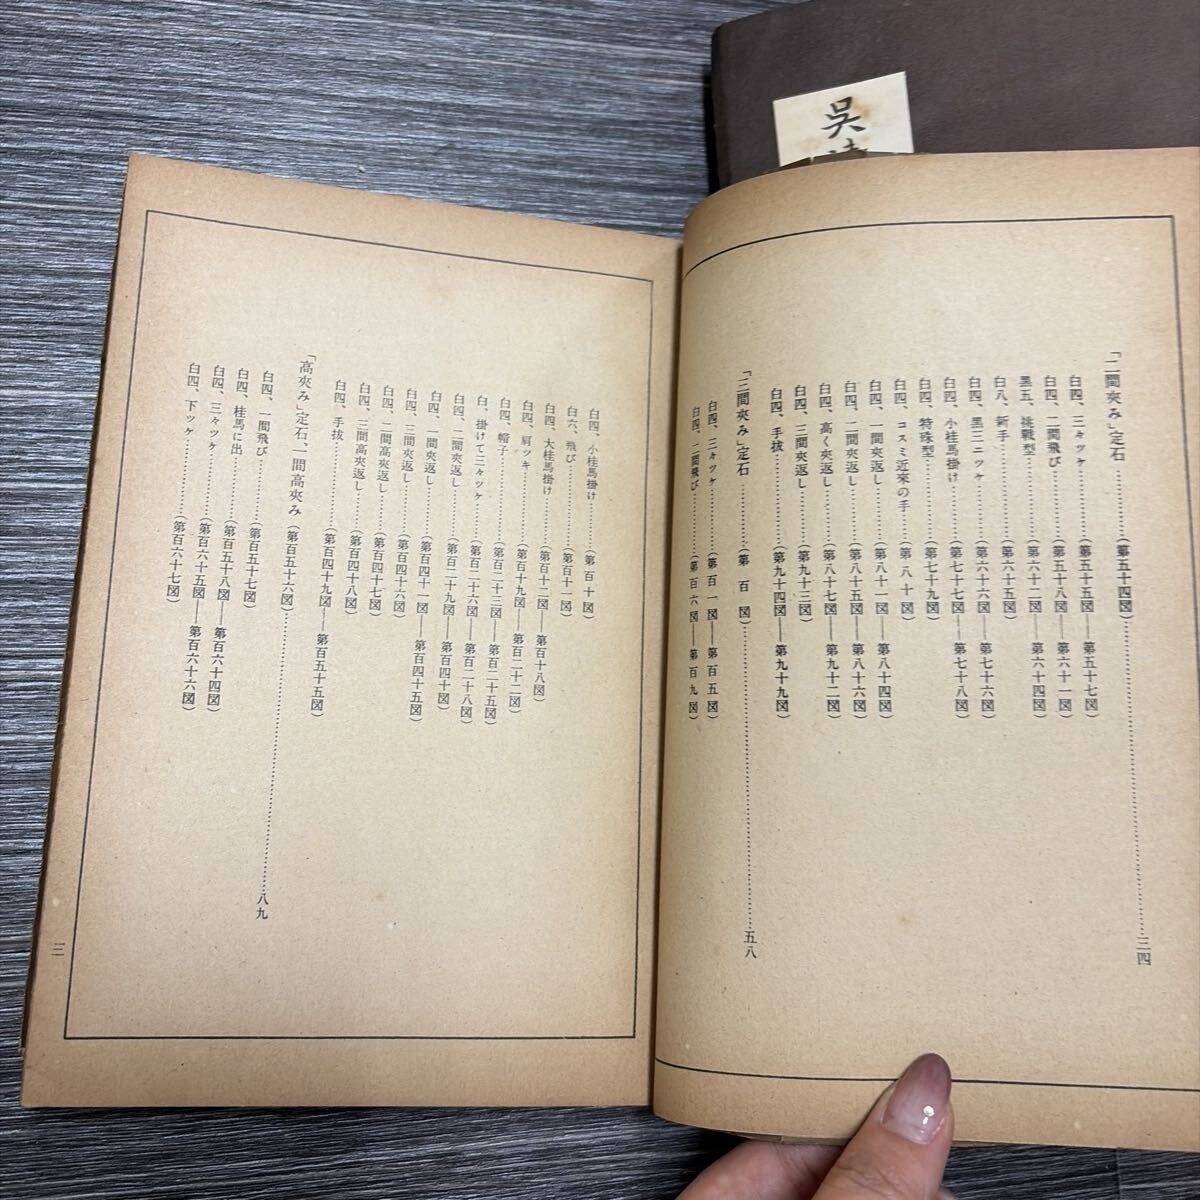 呉
「二間夾み」定石……(第五十四図)……三四
白四、三々ツケ……(第五十五図——第五十七図)
白四、二間飛び……(第五十八図——第六十一図)
黒五、挑戦型……(第六十二図——第六十四図)
白八、新手……(第六十五図)
白四、黒三ニツケ……(第六十六図——第七十六図)
白四、小桂馬掛け……(第七十七図——第七十八図)
白四、特殊型……(第七十九図)
白四、コスミ近来の手……(第八十図)
白四、一間夾返し……(第八十一図——第八十四図)
白四、二間夾返し……(第八十五図——第八十六図)
白四、高く夾返し……(第八十七図——第九十二図)
白四、三間夾返し……(第九十三図)
白四、手抜……(第九十四図——第九十九図)
「三間夾み」定石……(第百図)……五八
白四、三々ツケ……(第百一図——第百五図)
白四、二間飛び……(第百六図——第百九図)
白四、小桂馬掛け……(第百十図)
白六、飛び……(第百十一図)
白四、大桂馬掛け……(第百十二図——第百十八図)
白四、肩ツキ……(第百十九図——第百二十二図)
白四、帽子……(第百二十三図——第百二十五図)
白、掛けて三々ツケ……(第百二十六図——第百二十八図)
白四、二間夾返し……(第百二十九図——第百四十図)
白四、一間夾返し……(第百四十一図——第百四十五図)
白四、三間夾返し……(第百四十六図)
白四、二間高夾返し……(第百四十七図)
白四、三間高夾返し……(第百四十八図)
白四、手抜……(第百四十九図——第百五十五図)
「高夾み」定石、一間高夾み……(第百五十六図)……八九
白四、一間飛び……(第百五十七図)
白四、桂馬に出……(第百五十八図——第百六十四図)
白四、三々ツケ……(第百六十五図——第百六十六図)
白四、下ツケ……(第百六十七図)
三